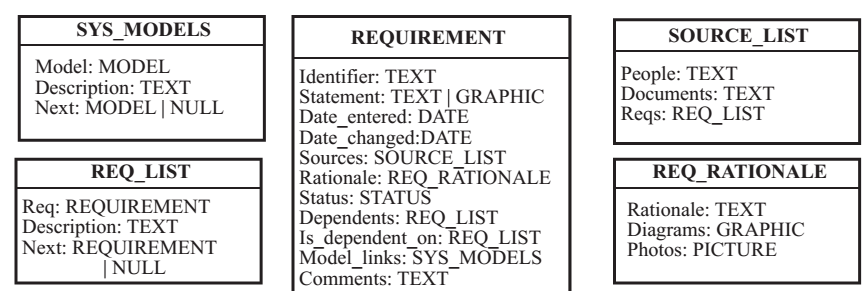 SYS_MODELS
Model: MODEL
Description: TEXT
Next: MODEL | NULL
REQ_LIST
Req: REQUIREMENT
Description: TEXT
Next: REQUIREMENT
| NULL
REQUIREMENT
Identifier: TEXT
Statement: TEXT | GRAPHIC
Date_entered: DATE
Date_changed:DATE
Sources: SOURCE_LIST
Rationale: REQ_RATIONALE
Status: STATUS
Dependents: REQ_LIST
Is_dependent_on: REQ_LIST
Model_links: SYS_MODELS
Comments: TEXT
SOURCE_LIST
People: TEXT
Documents: TEXT
Reqs: REQ_LIST
REQ_RATIONALE
Rationale: TEXT
Diagrams: GRAPHIC
Photos: PICTURE